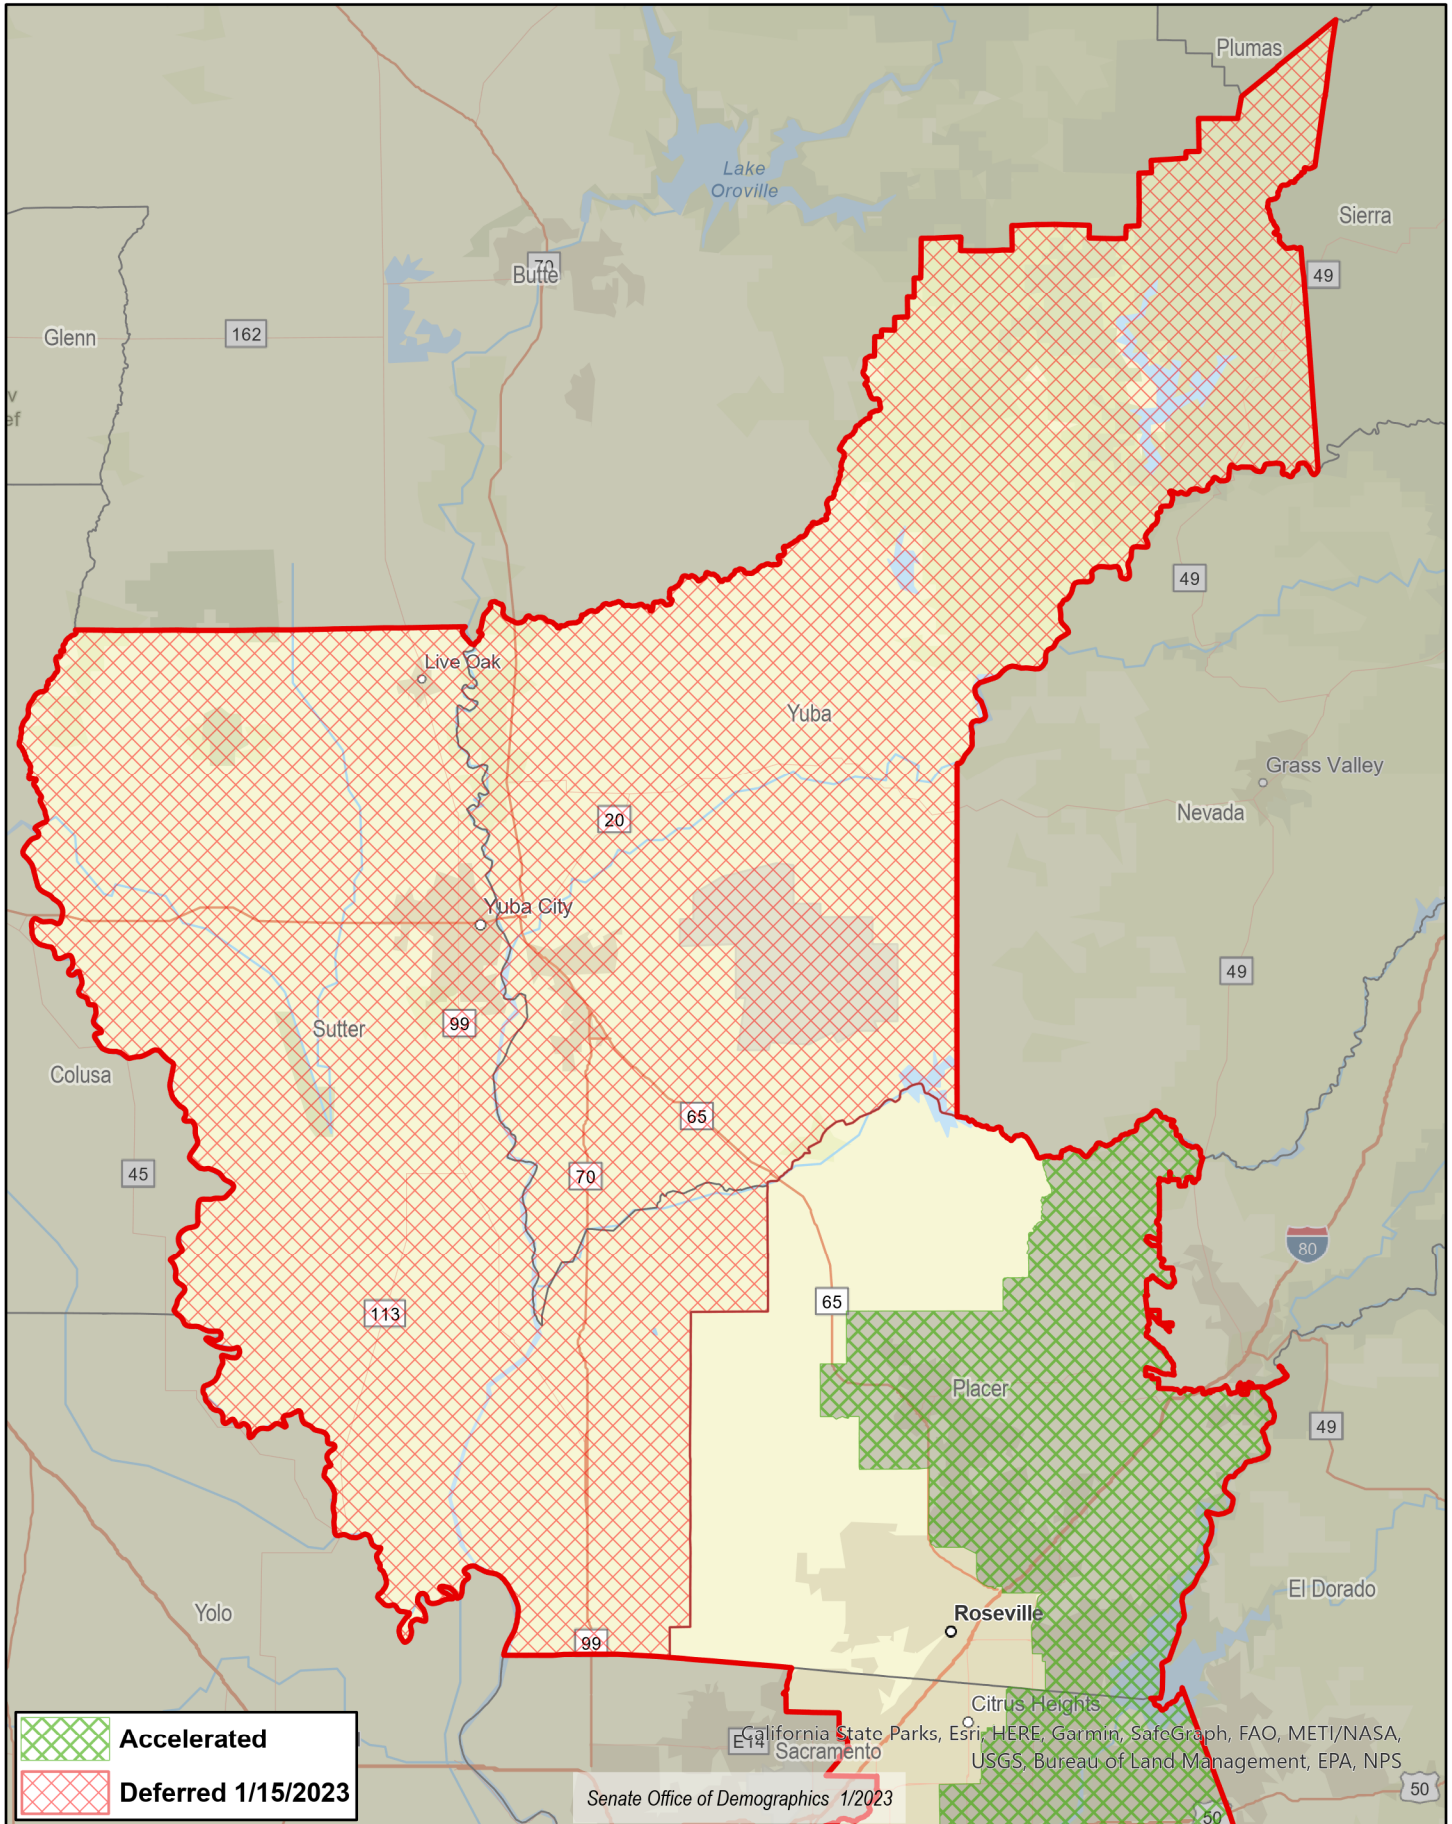 Plumas
Lake
Oroville
Sierra
49
70
Butte
Glenn
162
v
ef
49
Live Oak
Yuba
Grass Valley
Nevada
20
Yuba City
49
99
Sutter
Colusa
65
45
70
80
65
113
Placer
49
El Dorado
Yolo
Roseville
99
Citrus Heights
E14
Sacramento
California State Parks, Esri, HERE, Garmin, SafeGraph, FAO, METI/NASA,
USGS, Bureau of Land Management, EPA, NPS
Accelerated
Deferred 1/15/2023
Senate Office of Demographics 1/2023
50
50